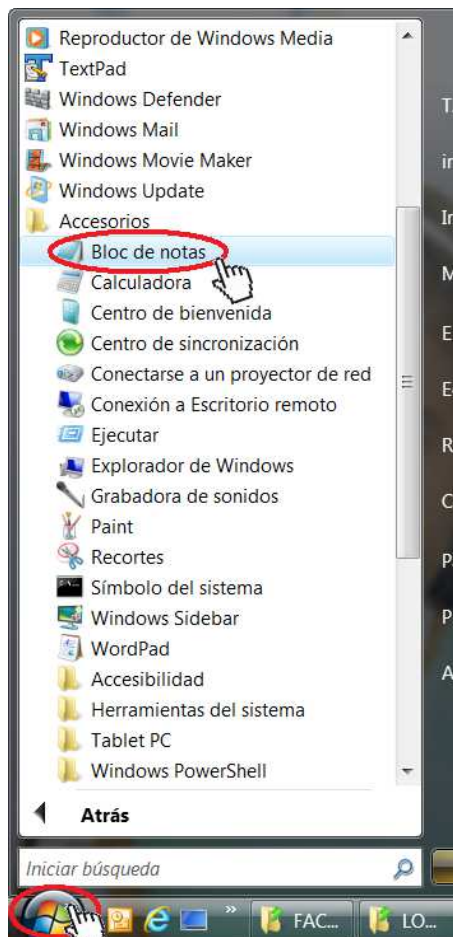 Reproductor de Windows Media
TextPad
Windows Defender
Windows Mail
Windows Movie Maker
Windows Update
Accesorios
Bloc de notas
Calculadora
Centro de bienvenida
Centro de sincronización
Conectarse a un proyector de red
Conexión a Escritorio remoto
Ejecutar
Explorador de Windows
Grabadora de sonidos
Paint
Recortes
Símbolo del sistema
Windows Sidebar
WordPad
Accesibilidad
Herramientas del sistema
Tablet PC
Windows PowerShell
Atrás
Iniciar búsqueda
» FAC... LO...